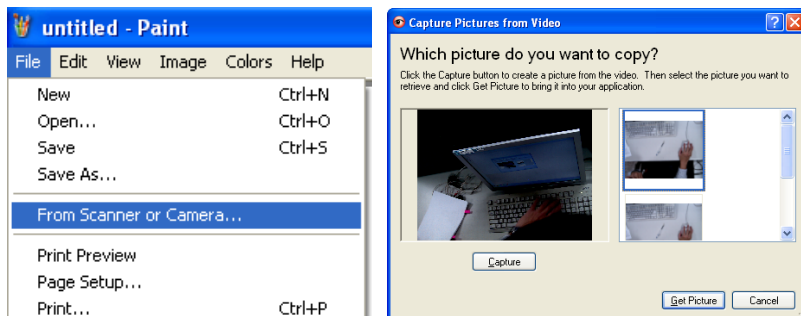 untitled - Paint
File Edit View Image Colors Help
New Ctrl+N
Open... Ctrl+O
Save Ctrl+S
Save As...
From Scanner or Camera...
Print Preview
Page Setup...
Print... Ctrl+P
Capture Pictures from Video
Which picture do you want to copy?
Click the Capture button to create a picture from the video. Then select the picture you want to
retrieve and click Get Picture to bring it into your application.
Capture
Get Picture Cancel